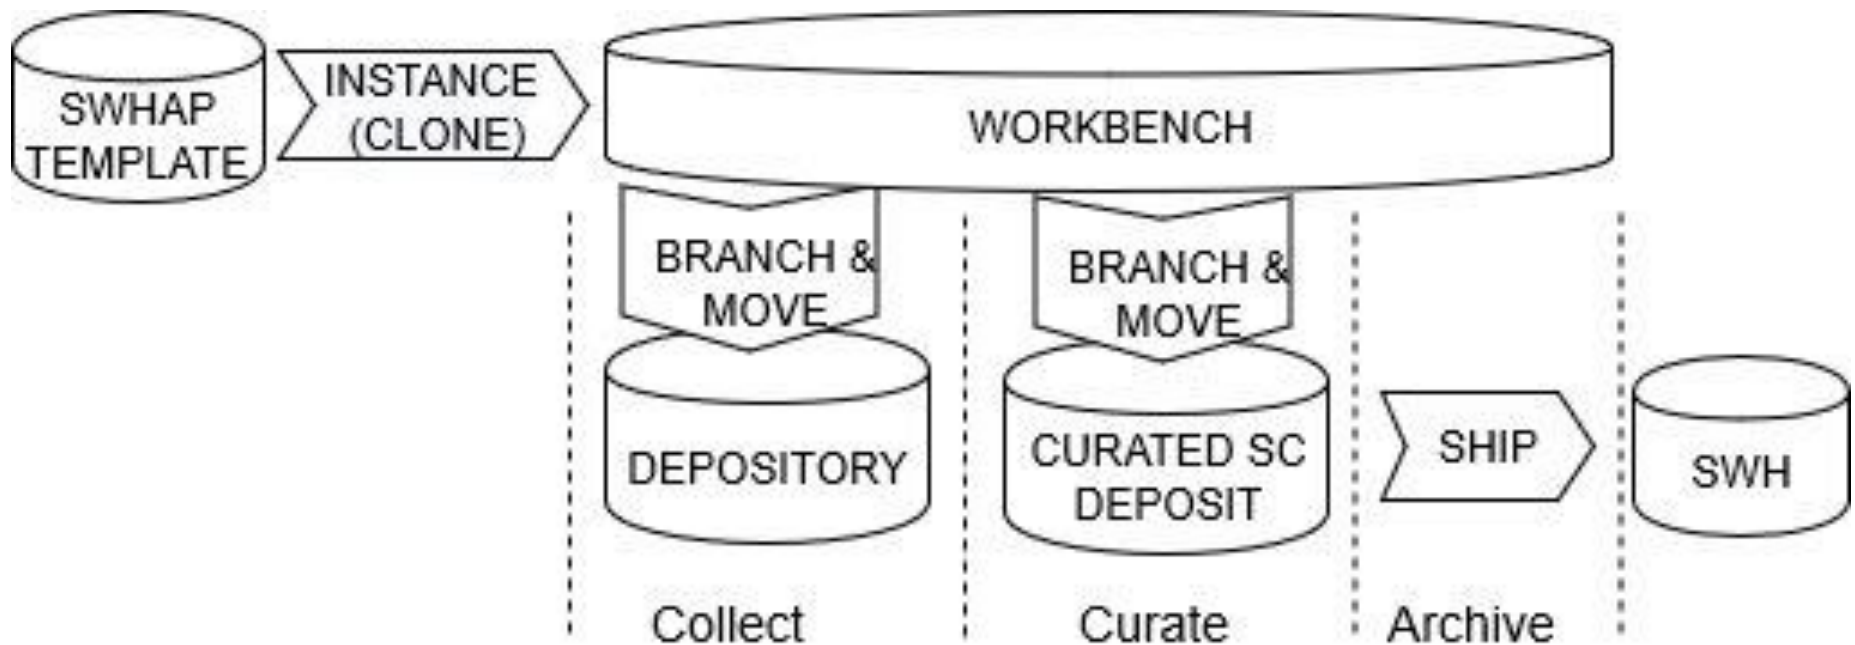 SWHAP
TEMPLATE
INSTANCE
(CLONE)
WORKBENCH
BRANCH &
MOVE
BRANCH &
MOVE
DEPOSITORY
CURATED SC
DEPOSIT
SHIP
SWH
Collect
Curate
Archive